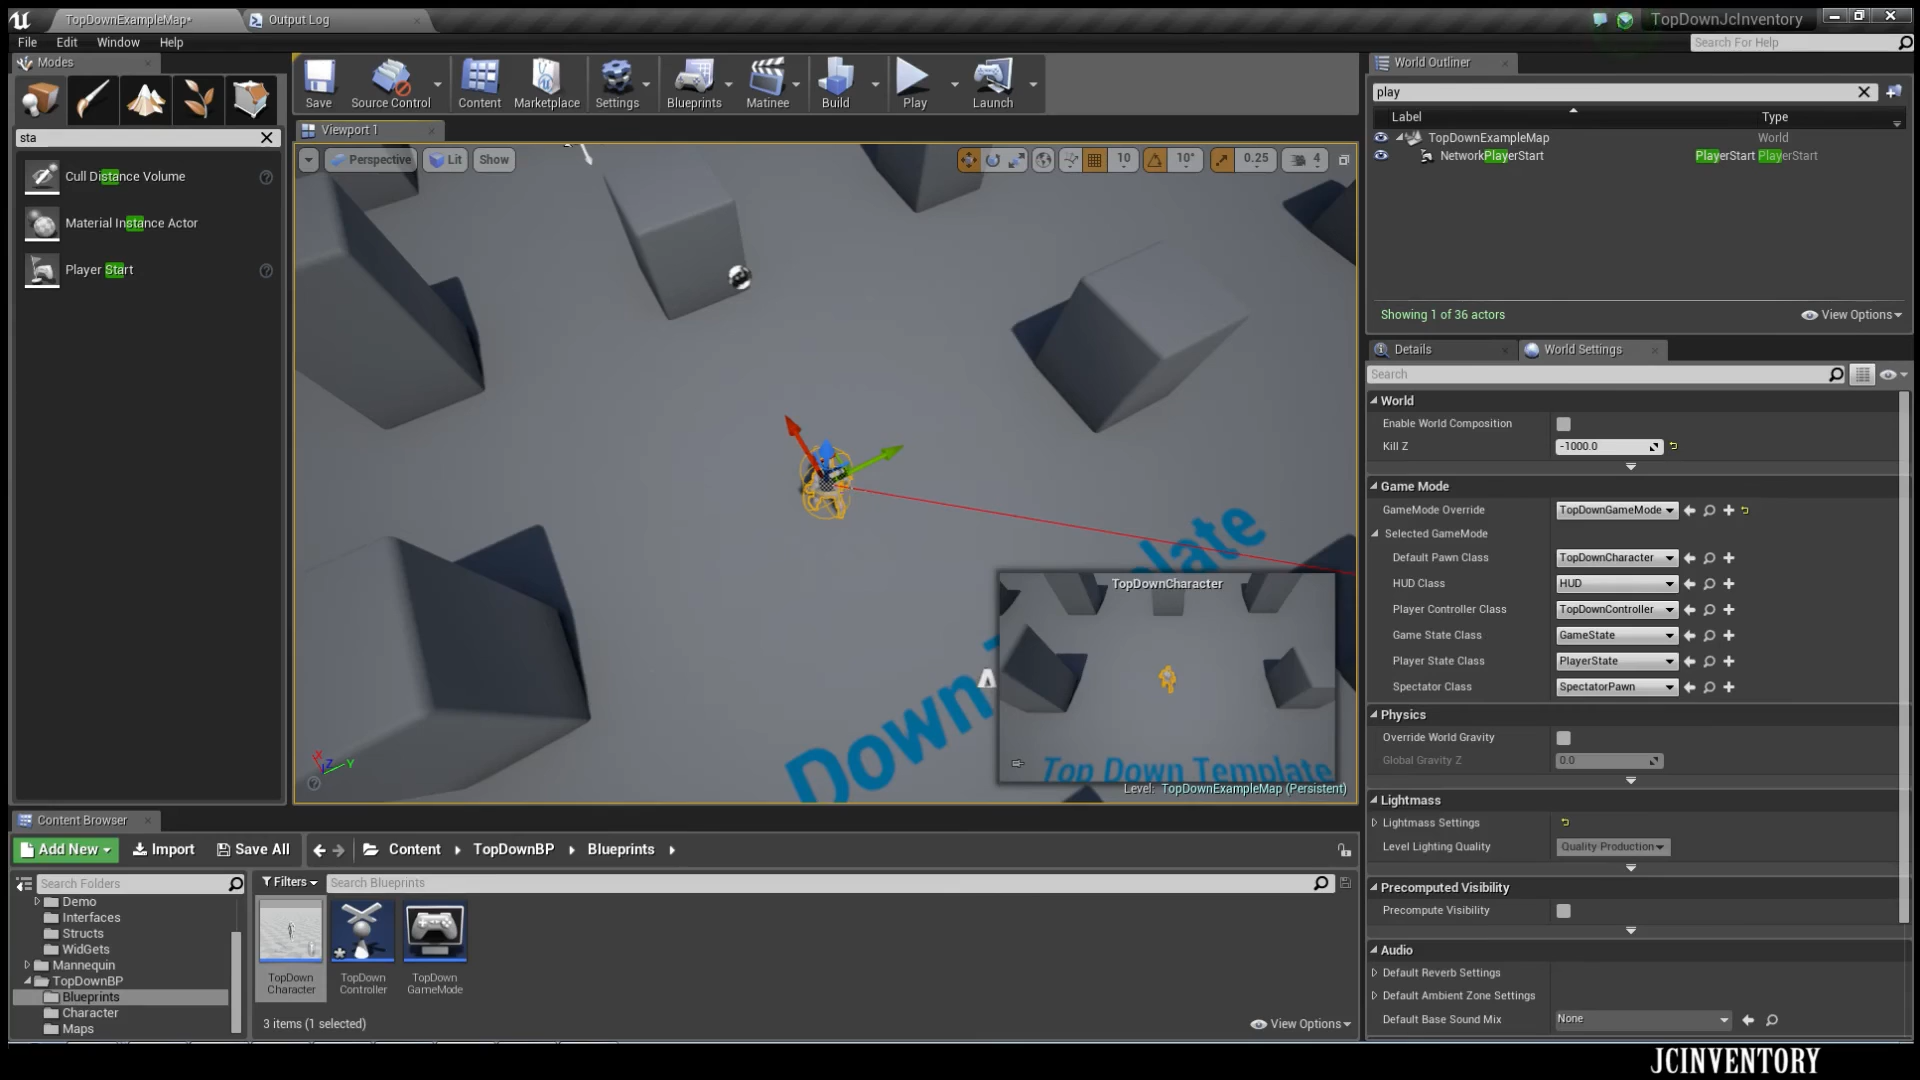 TopDownExampleMap*
Output Log
TopDownJcInventory
File
Edit
Window
Help
Search For Help
Modes
Save
Source Control
Content
Marketplace
Settings
Blueprints
Matinee
Build
Play
Launch
World Outliner
play
Label
Type
TopDownExampleMap
World
NetworkPlayerStart
PlayerStart PlayerStart
Showing 1 of 36 actors
View Options
sta
Cull Distance Volume
Material Instance Actor
Player Start
Viewport 1
Perspective
Lit
Show
10
10°
0.25
4
Down Template
X
Z
Y
TopDownCharacter
Top Down Template
Level: TopDownExampleMap (Persistent)
Details
World Settings
Search
World
Enable World Composition
Kill Z
-1000.0
Game Mode
GameMode Override
TopDownGameMode
Selected GameMode
Default Pawn Class
TopDownCharacter
HUD Class
HUD
Player Controller Class
TopDownController
Game State Class
GameState
Player State Class
PlayerState
Spectator Class
SpectatorPawn
Physics
Override World Gravity
Global Gravity Z
0.0
Lightmass
Lightmass Settings
Level Lighting Quality
Quality Production
Precomputed Visibility
Precompute Visibility
Audio
Default Reverb Settings
Default Ambient Zone Settings
Default Base Sound Mix
None
Content Browser
Add New
Import
Save All
Content
TopDownBP
Blueprints
Search Folders
Filters
Search Blueprints
Demo
Interfaces
Structs
WidGets
Mannequin
TopDownBP
Blueprints
Character
Maps
TopDown
Character
TopDown
Controller
TopDown
GameMode
3 items (1 selected)
View Options
JCINVENTORY